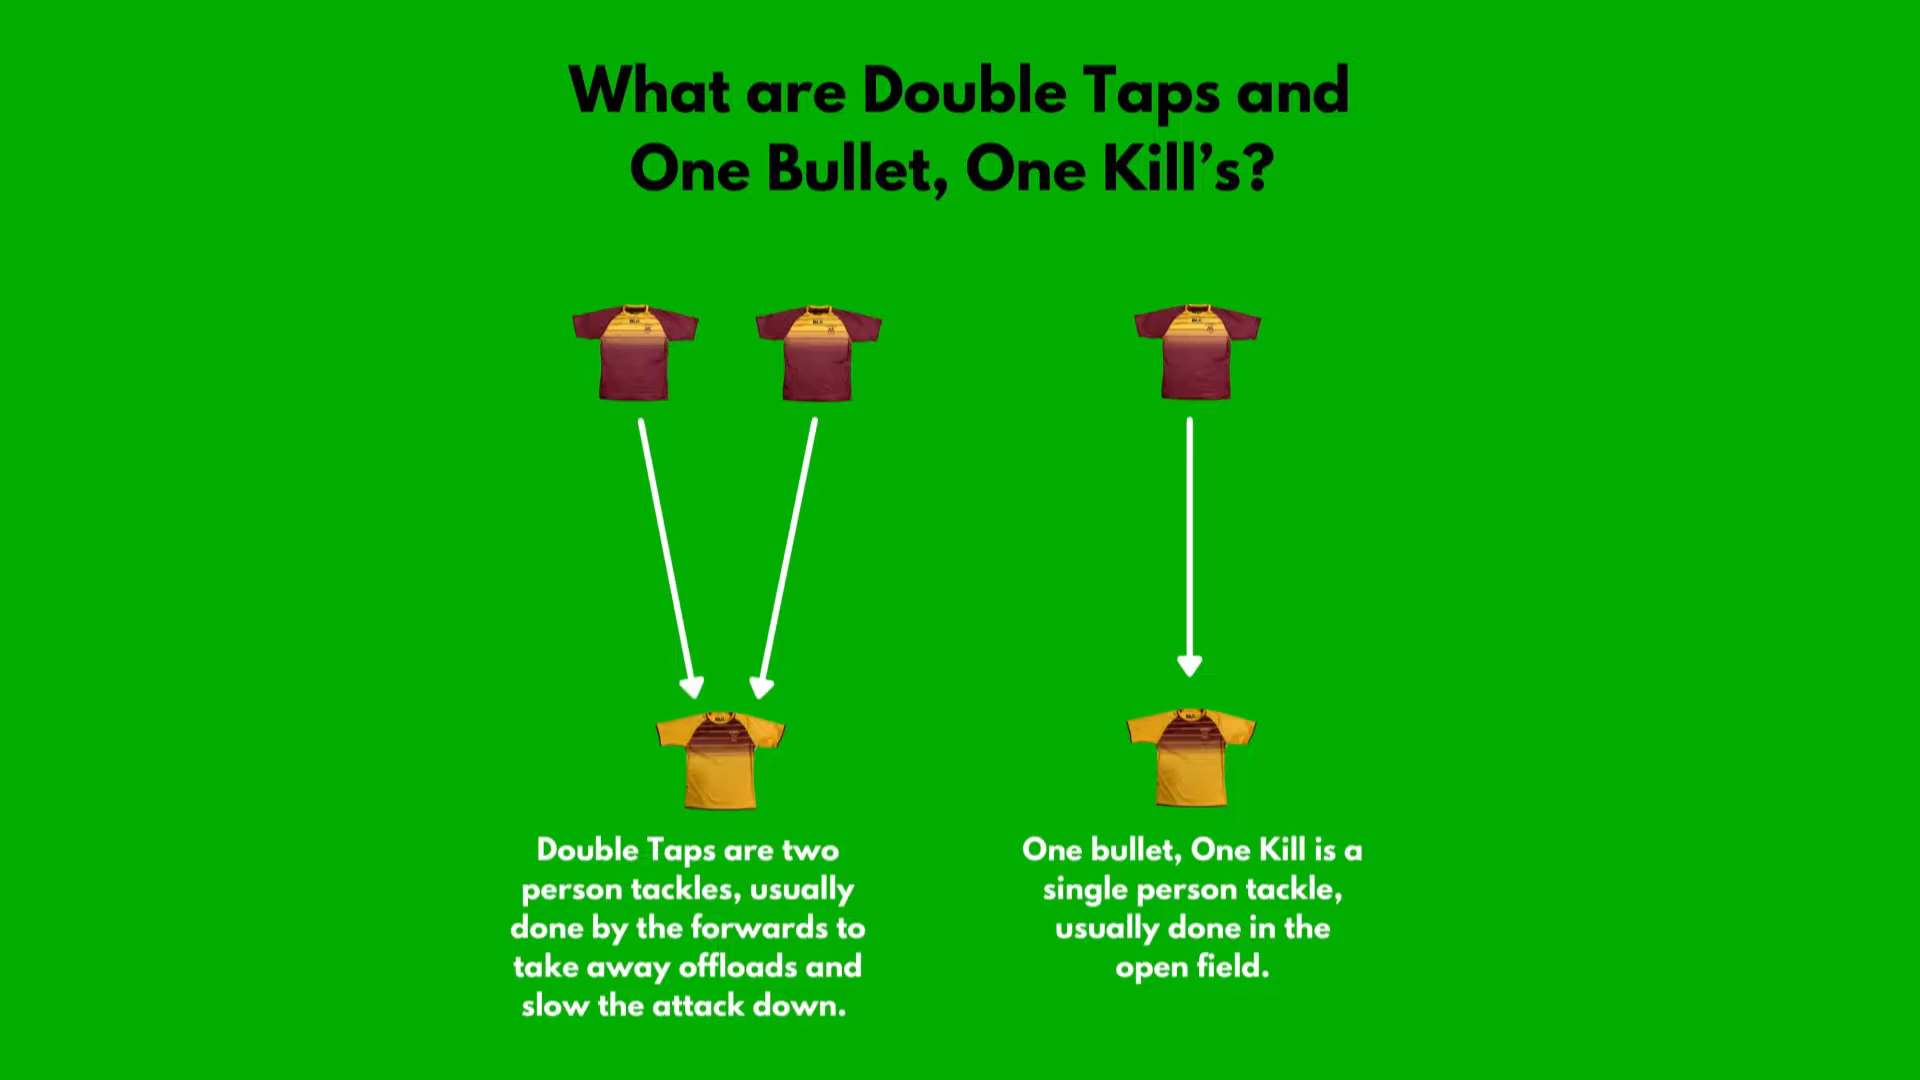 What are Double Taps and
One Bullet, One Kill’s?
Double Taps are two
person tackles, usually
done by the forwards to
take away offloads and
slow the attack down.
One bullet, One Kill is a
single person tackle,
usually done in the
open field.